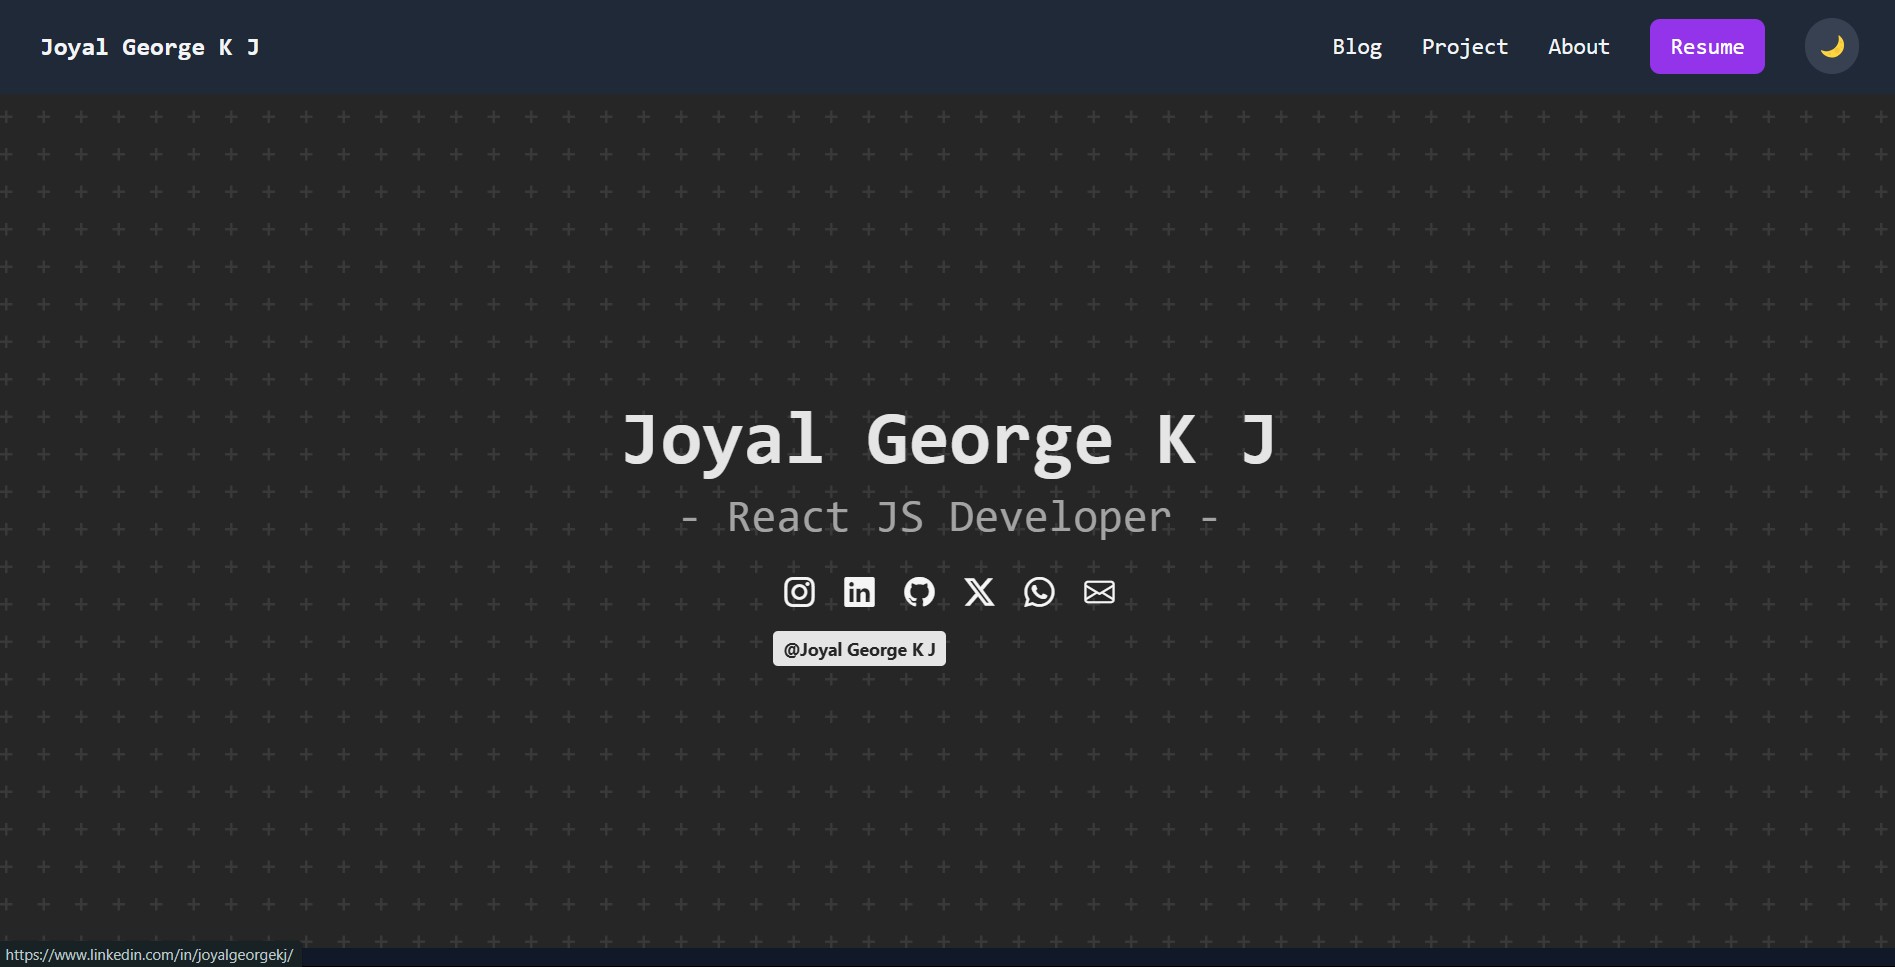 Joyal George K J
Blog
Project
About
Resume
Joyal George K J
- React JS Developer -
in
@Joyal George K J
https://www.linkedin.com/in/joyalgeorgekj/